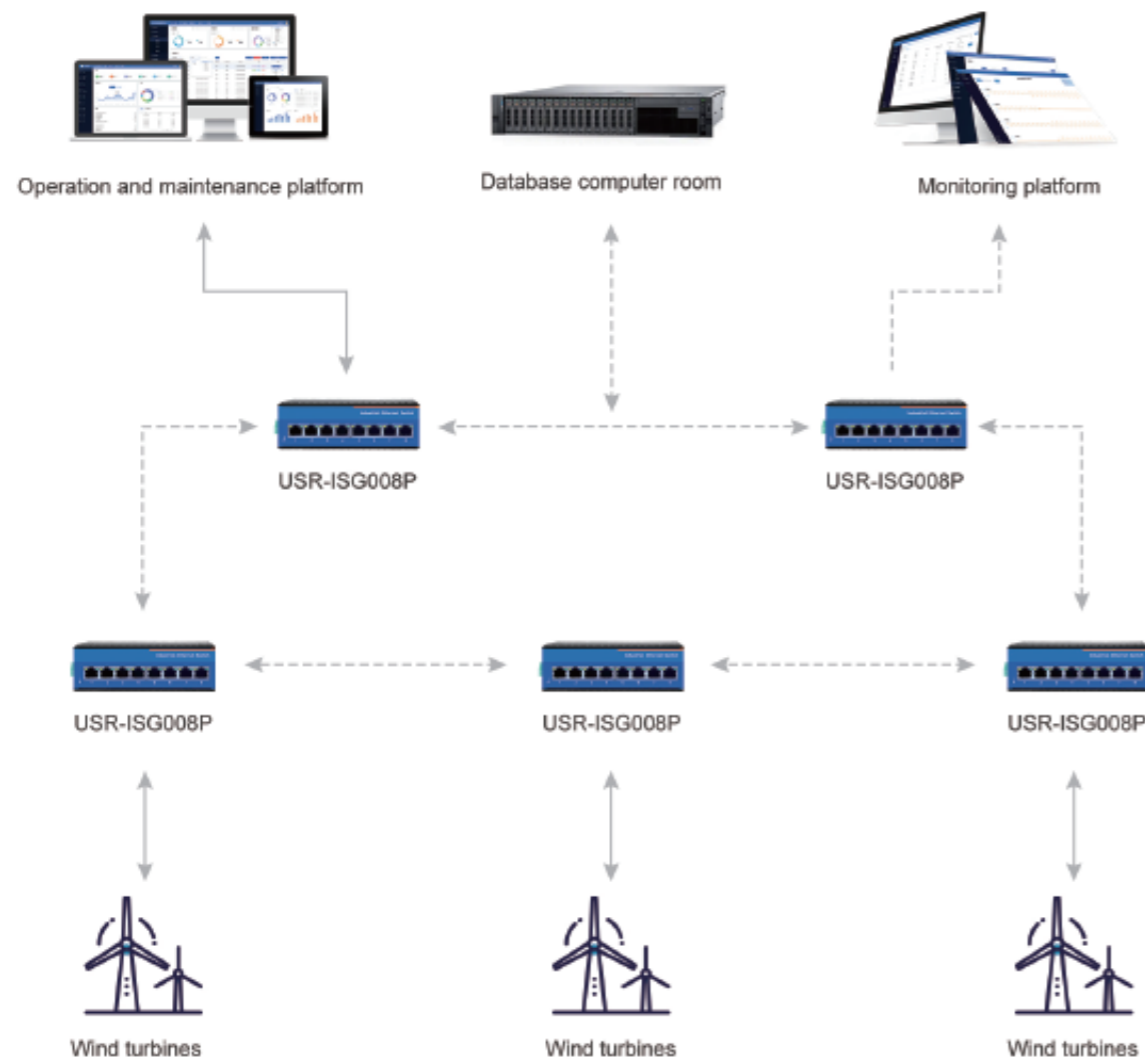 Operation and maintenance platform
Database computer room
Monitoring platform
USR-ISG008P
USR-ISG008P
USR-ISG008P
USR-ISG008P
USR-ISG008P
Wind turbines
Wind turbines
Wind turbines